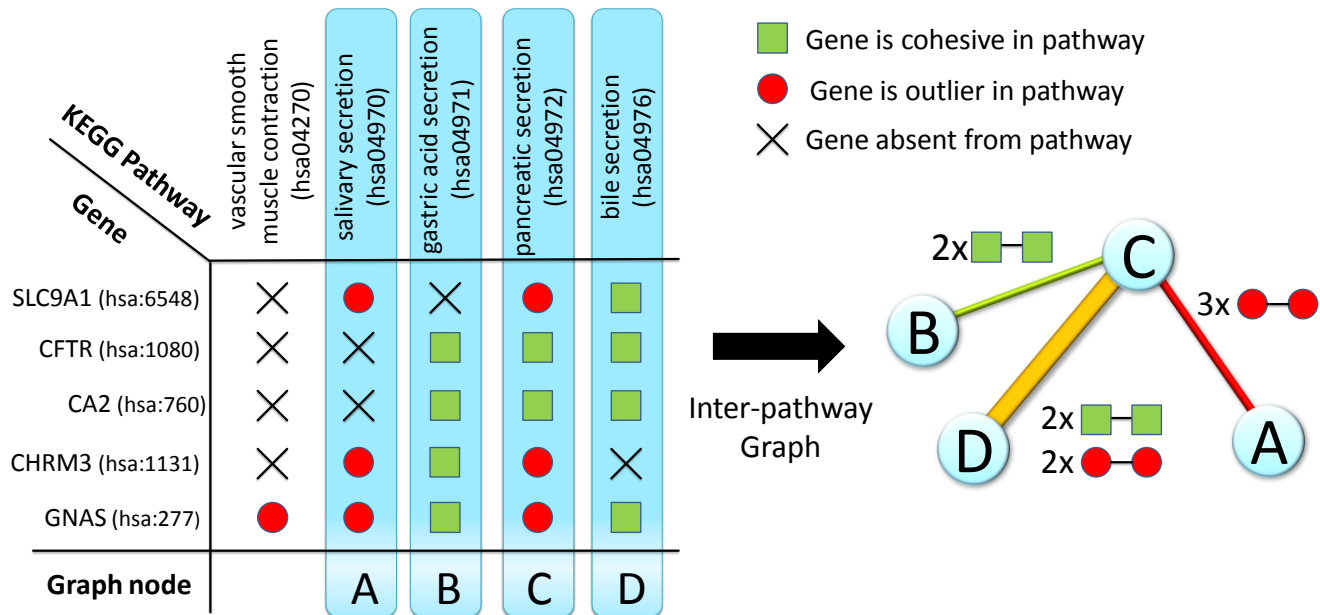 KEGG Pathway
Gene
vascular smooth
muscle contraction
(hsa04270)
salivary secretion
(hsa04970)
gastric acid secretion
(hsa04971)
pancreatic secretion
(hsa04972)
bile secretion
(hsa04976)
SLC9A1 (hsa:6548)
CFTR (hsa:1080)
CA2 (hsa:760)
CHRM3 (hsa:1131)
GNAS (hsa:277)
Graph node
A
B
C
D
Gene is cohesive in pathway
Gene is outlier in pathway
Gene absent from pathway
Inter-pathway
Graph
2x
C
3x
B
2x
D
2x
A